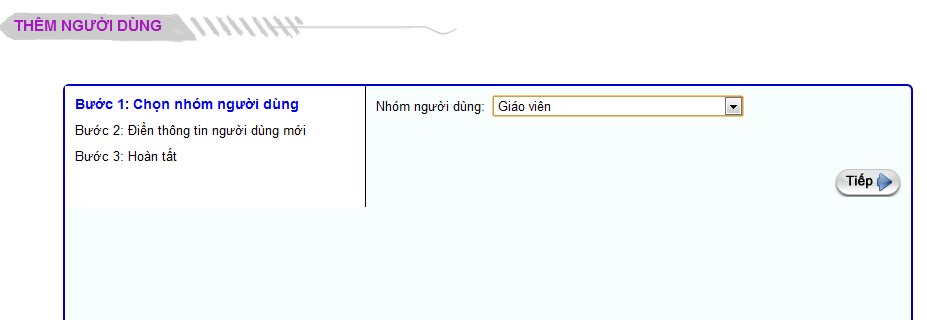 THÊM NGƯỜI DÙNG
Bước 1: Chọn nhóm người dùng
Bước 2: Điền thông tin người dùng mới
Bước 3: Hoàn tất
Nhóm người dùng: Giáo viên
Tiếp